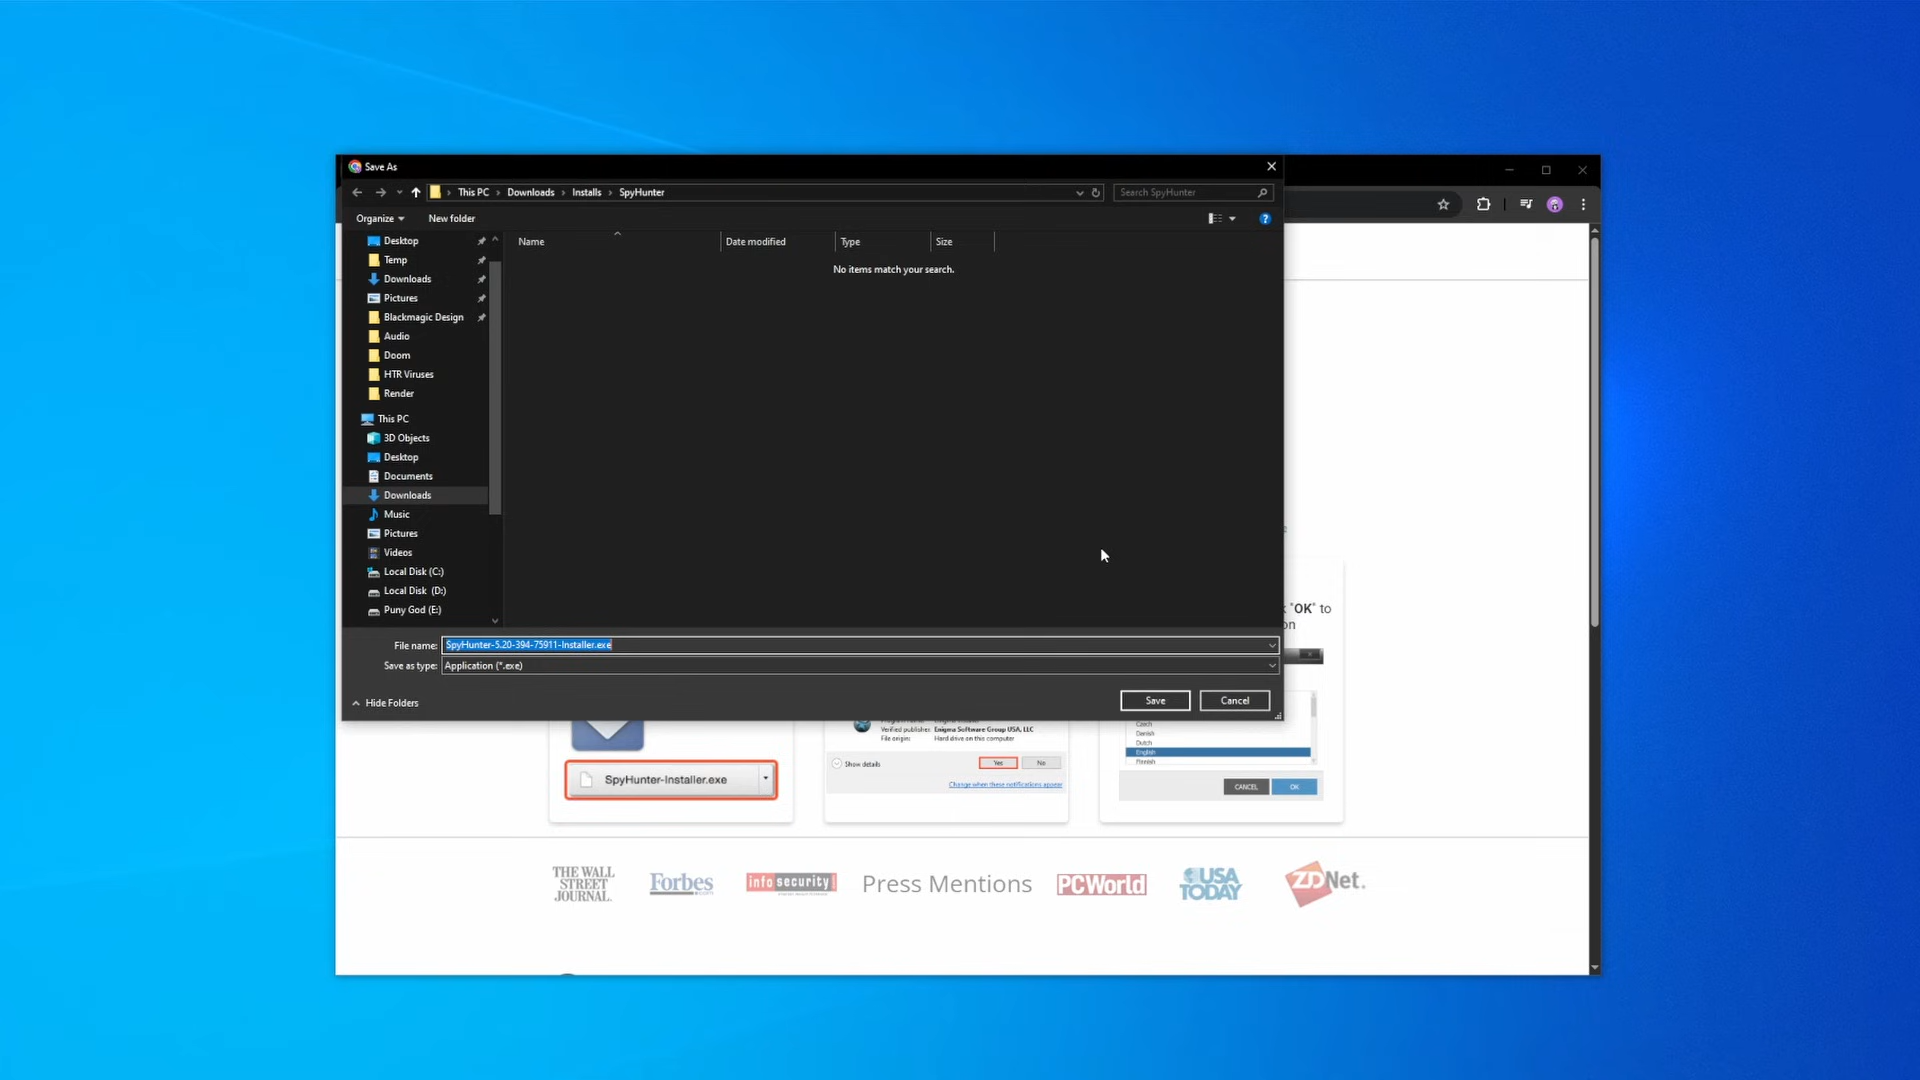 Save As
This PC > Downloads > Installs > SpyHunter
Search SpyHunter
Organize
New folder
Name
Date modified
Type
Size
No items match your search.
Desktop
Temp
Downloads
Pictures
Blackmagic Design
Audio
Doom
HTR Viruses
Render
This PC
3D Objects
Desktop
Documents
Downloads
Music
Pictures
Videos
Local Disk (C:)
Local Disk (D:)
Puny God (E:)
File name: SpyHunter-5.20-394-75911-Installer.exe
Save as type: Application (*.exe)
Hide Folders
Save
Cancel
"OK" to
SpyHunter-Installer.exe
Verified publisher: Enigma Software Group USA, LLC
File origin: Hard drive on this computer
Show details
Yes
No
Change when these notifications appear
Czech
Danish
Dutch
English
Finnish
CANCEL
OK
THE WALL
STREET
JOURNAL.
Forbes
.com
infosecurity
Press Mentions
PCWorld
USA
TODAY
ZDNet.